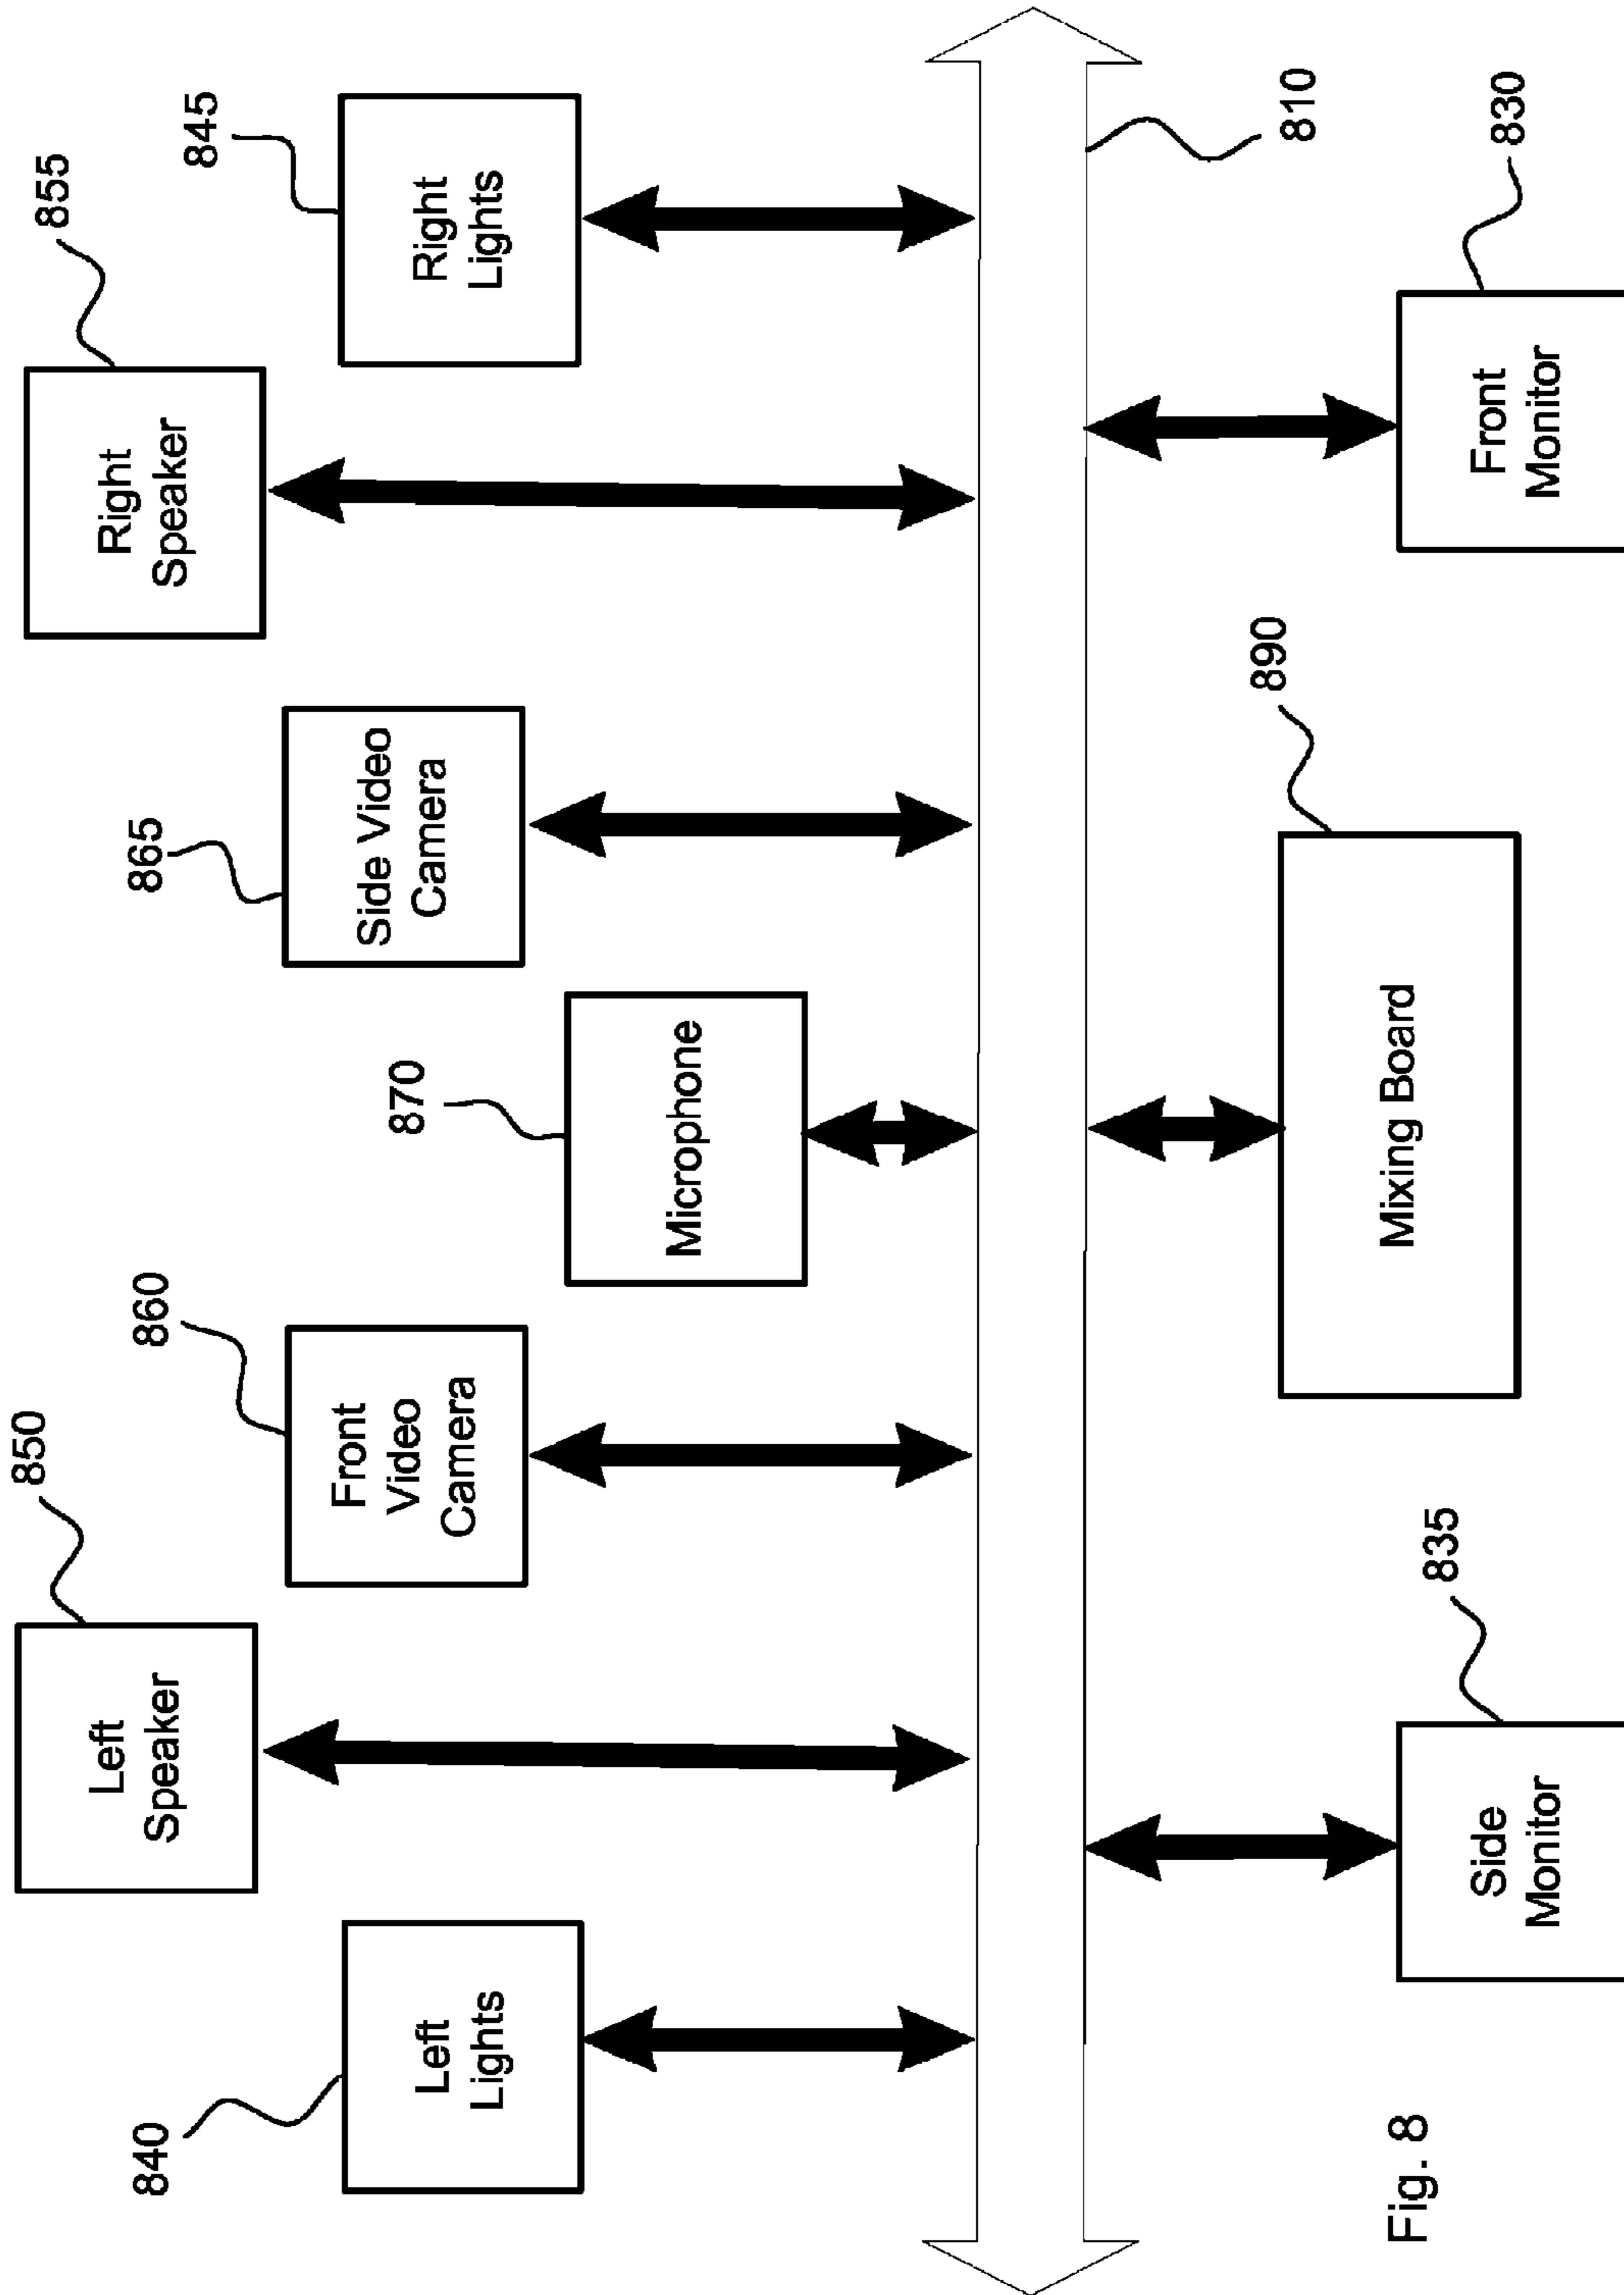 850
855
840
860
870
865
845
Left
Speaker
Right
Speaker
Left
Lights
Front
Video
Camera
Microphone
Side Video
Camera
Right
Lights
810
835
890
830
Side
Monitor
Mixing Board
Front
Monitor
Fig. 8